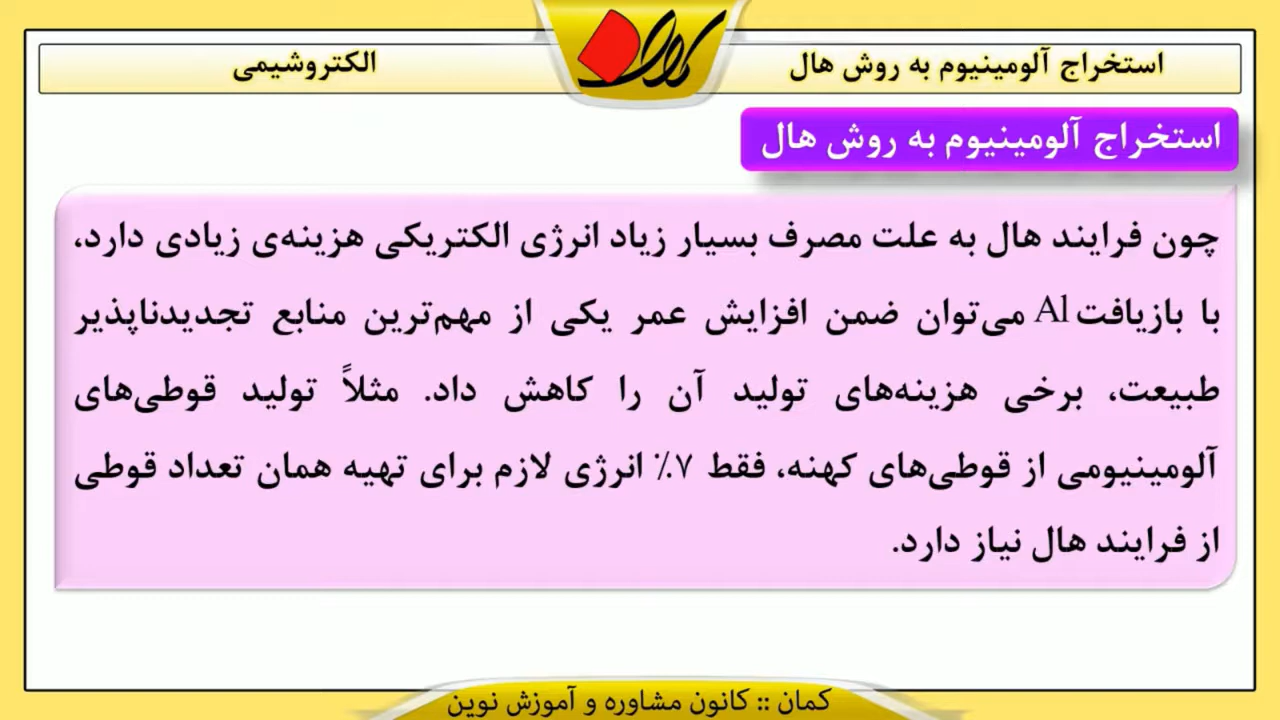 استخراج آلومینیوم به روش هال
الکتروشیمی
استخراج آلومینیوم به روش هال
چون فرایند هال به علت مصرف بسیار زیاد انرژی الکتریکی هزینه‌ی زیادی دارد،
با بازیافت Al می‌توان ضمن افزایش عمر یکی از مهم‌ترین منابع تجدیدناپذیر
طبیعت، برخی هزینه‌های تولید آن را کاهش داد. مثلاً تولید قوطی‌های
آلومینیومی از قوطی‌های کهنه، فقط ۷٪ انرژی لازم برای تهیه همان تعداد قوطی
از فرایند هال نیاز دارد.
کمان :: کانون مشاوره و آموزش نوین